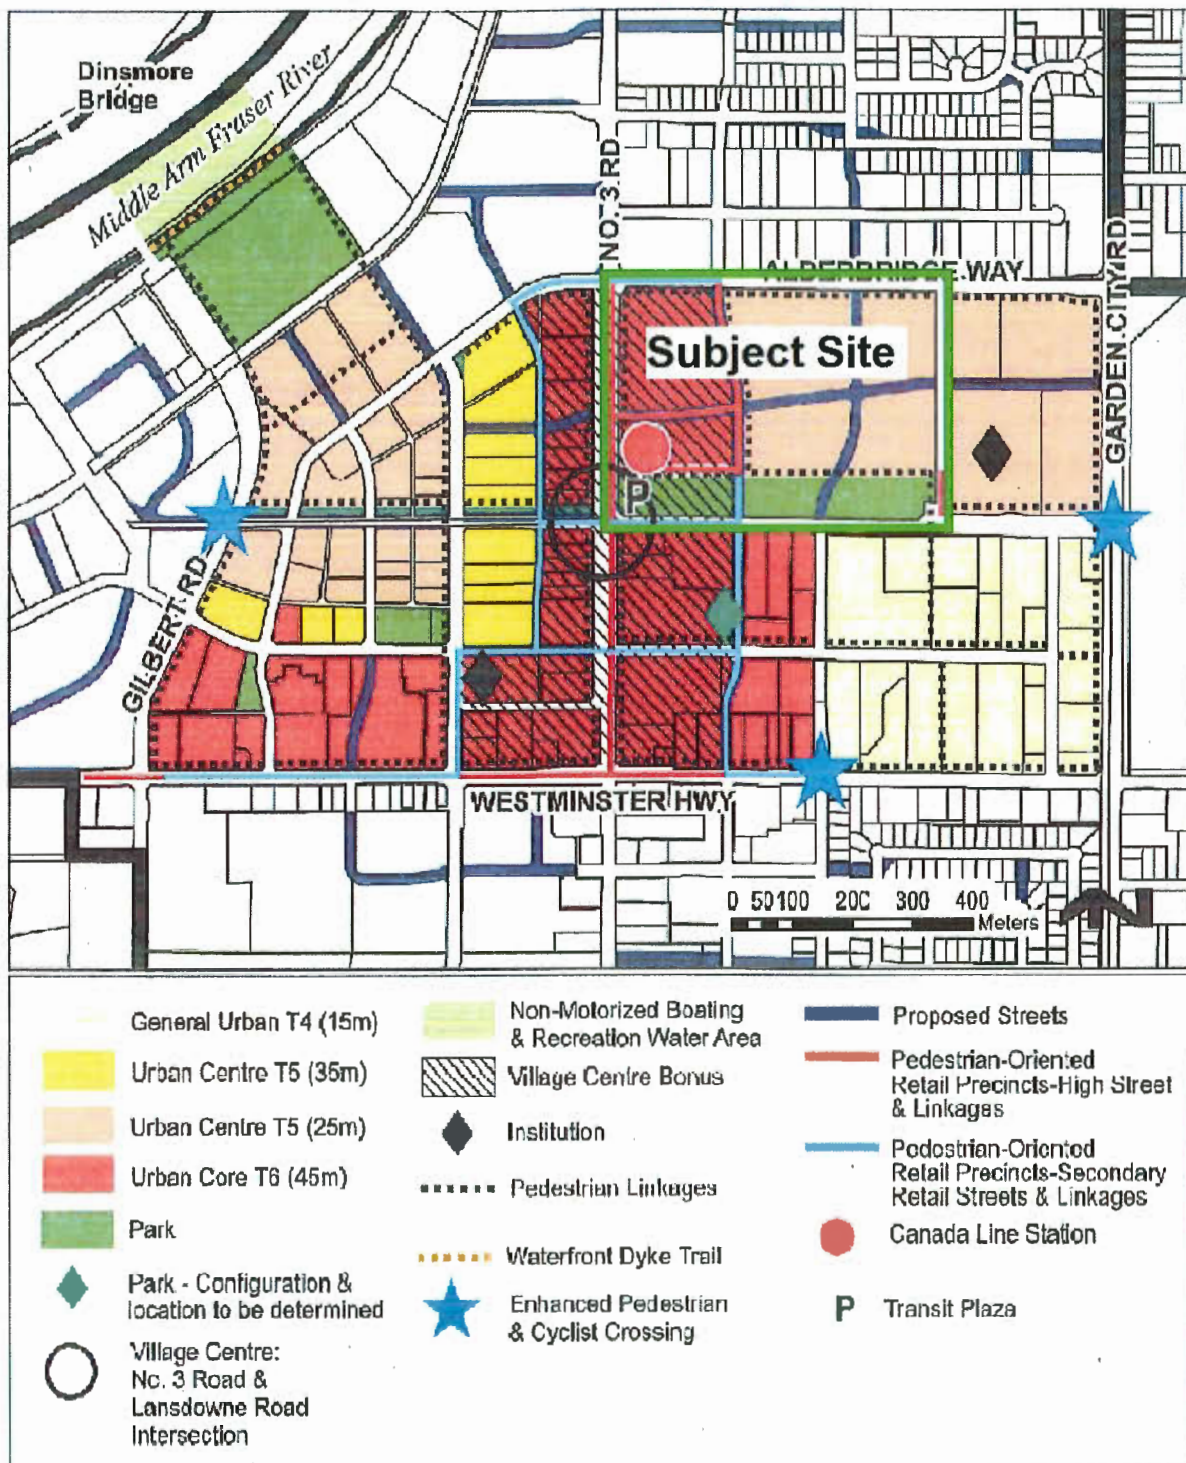 Dinsmore
Bridge
Middle Arm Fraser River
NO. 3 RD
ALDERBRIDGE WAY
GARDEN CITY RD
Subject Site
P
GILBERT RD
WESTMINSTER HWY
0 50 100 200 300 400
Meters
General Urban T4 (15m)
Urban Centre T5 (35m)
Urban Centre T5 (25m)
Urban Core T6 (45m)
Park
Park - Configuration &
location to be determined
Village Centre:
No. 3 Road &
Lansdowne Road
Intersection
Non-Motorized Boating
& Recreation Water Area
Village Centre Bonus
Institution
Pedestrian Linkages
Waterfront Dyke Trail
Enhanced Pedestrian
& Cyclist Crossing
Proposed Streets
Pedestrian-Oriented
Retail Precincts-High Street
& Linkages
Pedestrian-Oriented
Retail Precincts-Secondary
Retail Streets & Linkages
Canada Line Station
P Transit Plaza